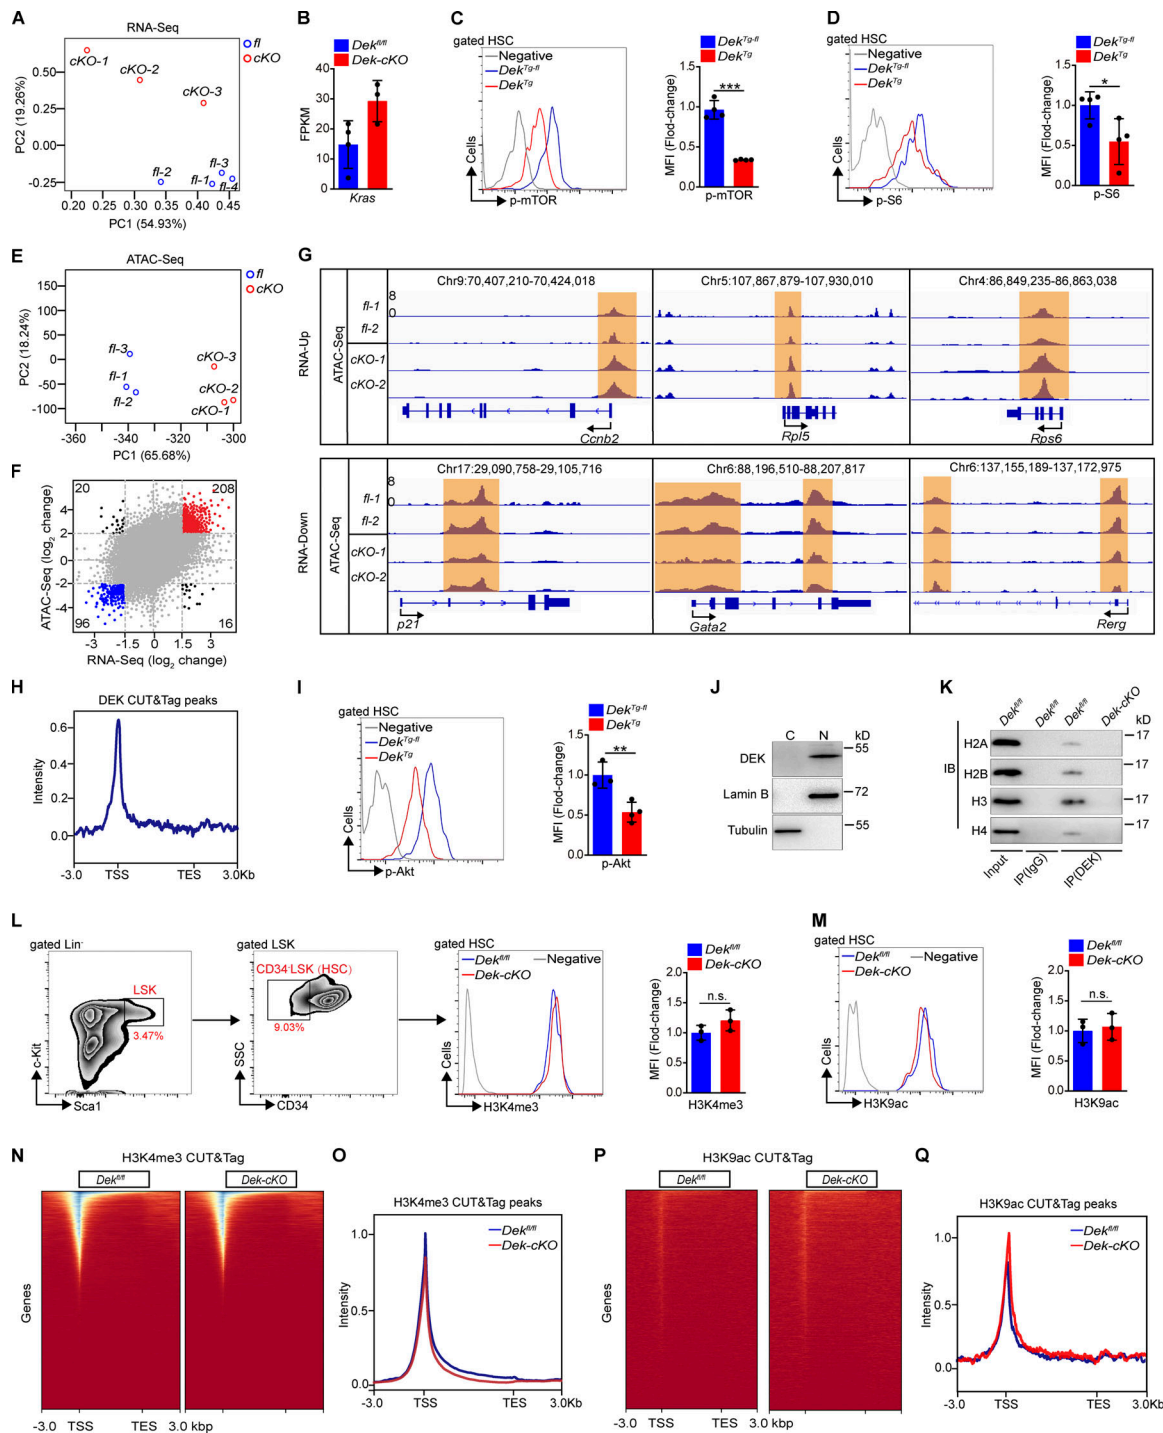 A
RNA-Seq
fl
cKO
PC2 (19.26%)
0.50
0.25
0.00
-0.25
cKO-1
cKO-2
cKO-3
fl-2
fl-3
fl-1
fl-4
0.20 0.25 0.30 0.35 0.40 0.45
PC1 (54.93%)
B
Dek^fl/fl
Dek-cKO
FPKM
40
30
20
10
0
Kras
C
gated HSC
Negative
Dek^Tg-fl
Dek^Tg
Cells
p-mTOR
Dek^Tg-fl
Dek^Tg
MFI (Flod-change)
1.5
1.0
0.5
0.0
***
p-mTOR
D
gated HSC
Negative
Dek^Tg-fl
Dek^Tg
Cells
p-S6
Dek^Tg-fl
Dek^Tg
MFI (Flod-change)
1.5
1.0
0.5
0.0
*
p-S6
E
ATAC-Seq
fl
cKO
PC2 (18.24%)
150
100
50
0
-50
-100
fl-3
fl-1
fl-2
cKO-3
cKO-2
cKO-1
-360 -340 -320 -300
PC1 (65.68%)
F
20
208
96
16
ATAC-Seq (log2 change)
4
2
0
-2
-4
-3 -1.5 0 1.5 3
RNA-Seq (log2 change)
G
Chr9:70,407,210-70,424,018
Chr5:107,867,879-107,930,010
Chr4:86,849,235-86,863,038
RNA-Up
ATAC-Seq
8
0
fl-1
fl-2
cKO-1
cKO-2
Ccnb2
Rpl5
Rps6
Chr17:29,090,758-29,105,716
Chr6:88,196,510-88,207,817
Chr6:137,155,189-137,172,975
RNA-Down
ATAC-Seq
8
0
fl-1
fl-2
cKO-1
cKO-2
p21
Gata2
Rerg
H
DEK CUT&Tag peaks
Intensity
0.6
0.4
0.2
0.0
-3.0 TSS TES 3.0Kb
I
gated HSC
Negative
Dek^Tg-fl
Dek^Tg
Cells
p-Akt
Dek^Tg-fl
Dek^Tg
MFI (Flod-change)
1.5
1.0
0.5
0.0
**
p-Akt
J
C N kD
DEK
55
Lamin B
72
Tubulin
55
K
Dek^fl/fl Dek^fl/fl Dek^fl/fl Dek-cKO
kD
IB
H2A
17
H2B
17
H3
17
H4
17
Input
IP(IgG)
IP(DEK)
L
gated Lin-
LSK
3.47%
c-Kit
Sca1
gated LSK
CD34-LSK (HSC)
9.03%
SSC
CD34
gated HSC
Dek^fl/fl
Dek-cKO
Negative
Cells
H3K4me3
Dek^fl/fl
Dek-cKO
MFI (Flod-change)
2.0
1.5
1.0
0.5
0.0
n.s.
H3K4me3
M
gated HSC
Dek^fl/fl
Dek-cKO
Negative
Cells
H3K9ac
Dek^fl/fl
Dek-cKO
MFI (Flod-change)
2.0
1.5
1.0
0.5
0.0
n.s.
H3K9ac
N
H3K4me3 CUT&Tag
Dek^fl/fl
Dek-cKO
Genes
-3.0 TSS TES 3.0 kbp
O
H3K4me3 CUT&Tag peaks
Dek^fl/fl
Dek-cKO
Intensity
1.0
0.5
0.0
-3.0 TSS TES 3.0Kb
P
H3K9ac CUT&Tag
Dek^fl/fl
Dek-cKO
Genes
-3.0 TSS TES 3.0 kbp
Q
H3K9ac CUT&Tag peaks
Dek^fl/fl
Dek-cKO
Intensity
1.0
0.5
0.0
-3.0 TSS TES 3.0Kb